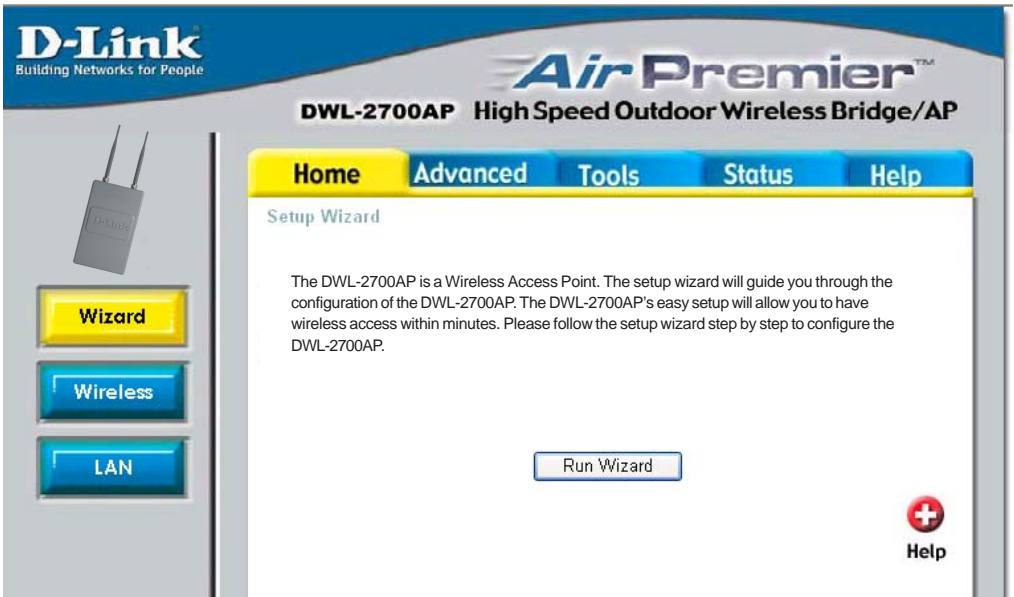 D-Link
Building Networks for People
AirPremier™
DWL-2700AP High Speed Outdoor Wireless Bridge/AP
D-Link
Home Advanced Tools Status Help
Setup Wizard
The DWL-2700AP is a Wireless Access Point. The setup wizard will guide you through the
configuration of the DWL-2700AP. The DWL-2700AP's easy setup will allow you to have
wireless access within minutes. Please follow the setup wizard step by step to configure the
DWL-2700AP.
Wizard
Wireless
LAN
Run Wizard
Help